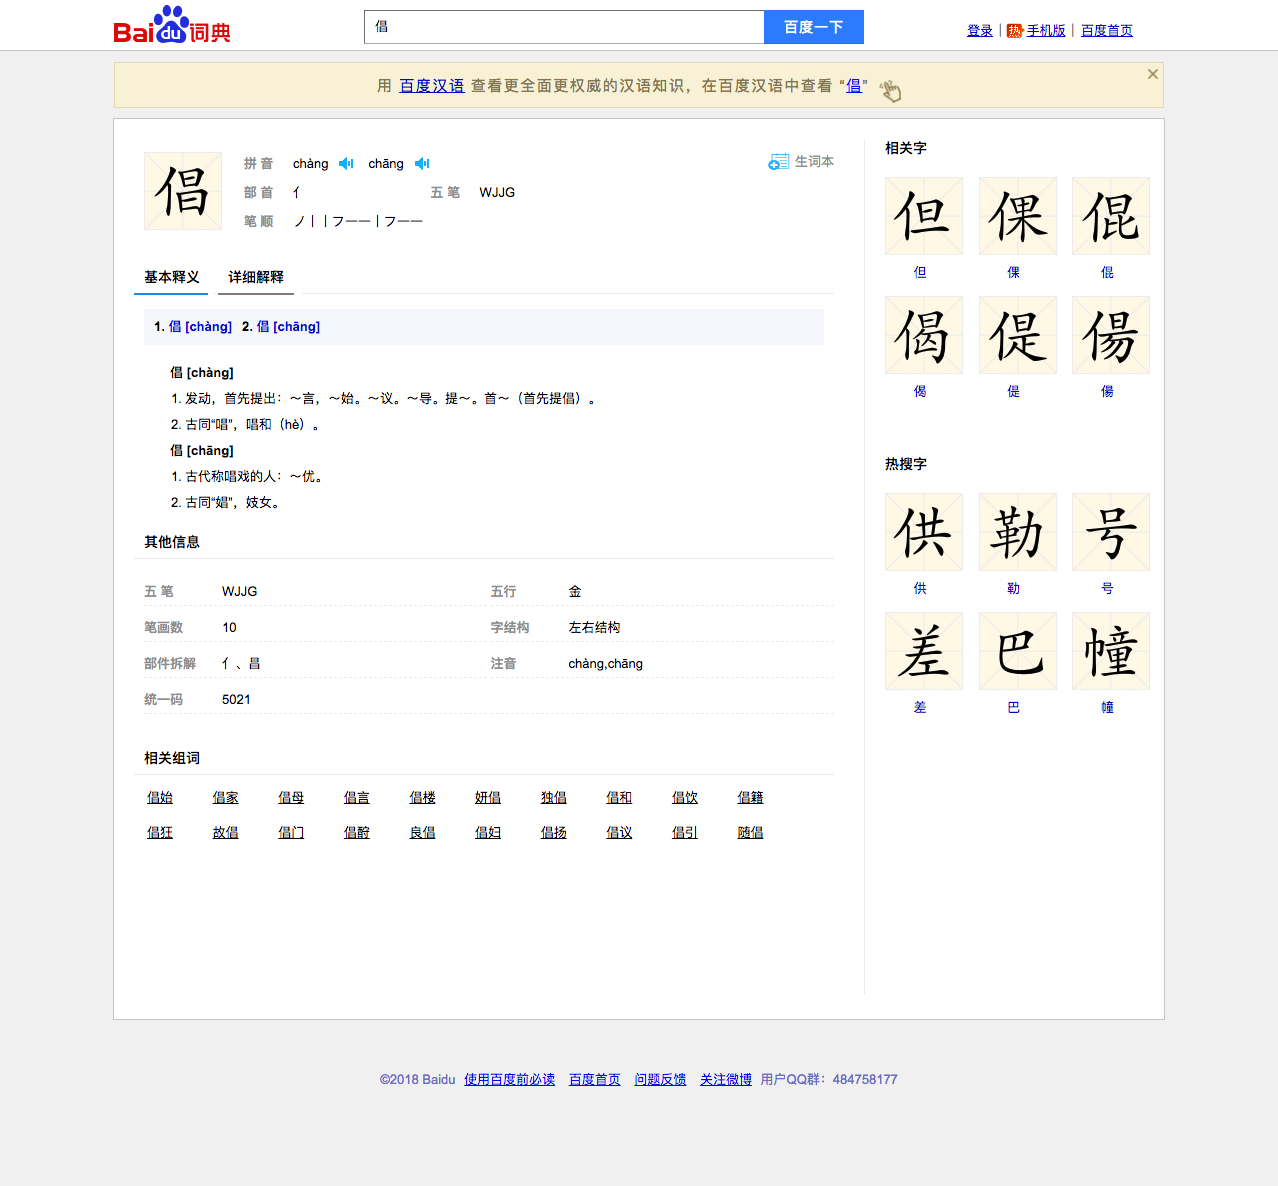 Baidu词典 倡 百度一下 登录 | 热 手机版 | 百度首页
用 百度汉语 查看更全面更权威的汉语知识，在百度汉语中查看 “倡”
倡
拼 音 chàng chāng 生词本
部 首 亻 五 笔 WJJG
笔 顺 ノ丨丨フ一一丨フ一一
基本释义 详细解释
1. 倡 [chàng] 2. 倡 [chāng]
倡 [chàng]
1. 发动，首先提出：～言，～始。～议。～导。提～。首～（首先提倡）。
2. 古同“唱”，唱和（hè）。
倡 [chāng]
1. 古代称唱戏的人：～优。
2. 古同“娼”，妓女。
其他信息
五 笔 WJJG 五行 金
笔画数 10 字结构 左右结构
部件拆解 亻、昌 注音 chàng,chāng
统一码 5021
相关组词
倡始 倡家 倡母 倡言 倡楼 妍倡 独倡 倡和 倡饮 倡籍
倡狂 故倡 倡门 倡酧 良倡 倡妇 倡扬 倡议 倡引 随倡
相关字
但 倮 倱
但 倮 倱
偈 偍 偒
偈 偍 偒
热搜字
供 勒 号
供 勒 号
差 巴 幢
差 巴 幢
©2018 Baidu 使用百度前必读 百度首页 问题反馈 关注微博 用户QQ群：484758177